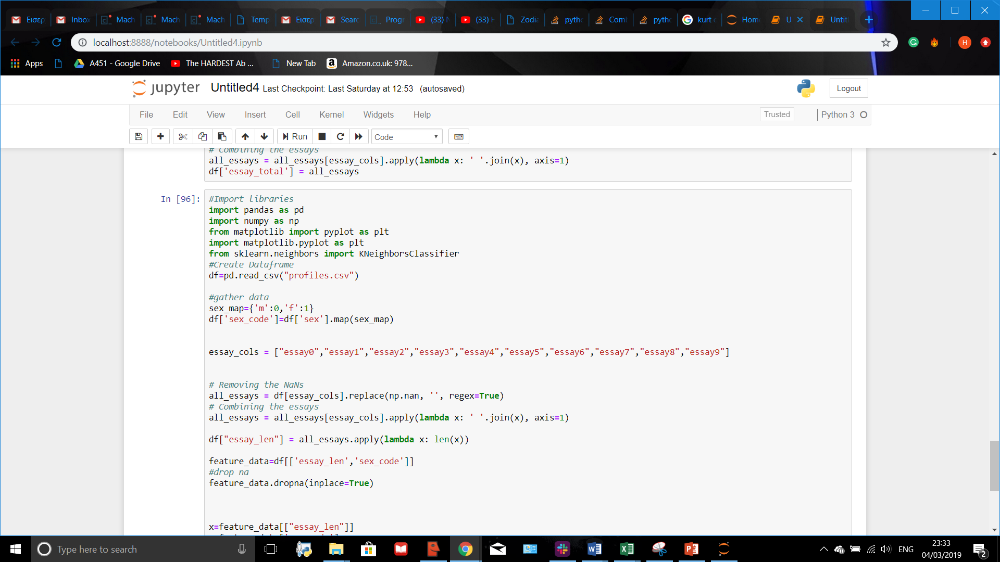 Εισερ Inbo Mach Mach Mach Temp Εισερ Sear Progr (33) (33) Zodia pytho Com pytho kurt Hom U Untit
localhost:8888/notebooks/Untitled4.ipynb
H
Apps A451 - Google Drive The HARDEST Ab ... New Tab Amazon.co.uk: 978...
jupyter Untitled4 Last Checkpoint: Last Saturday at 12:53 (autosaved) Logout
File Edit View Insert Cell Kernel Widgets Help Trusted Python 3
Run Code
# Combining the essays
all_essays = all_essays[essay_cols].apply(lambda x: ' '.join(x), axis=1)
df['essay_total'] = all_essays
In [96]:
#Import libraries
import pandas as pd
import numpy as np
from matplotlib import pyplot as plt
import matplotlib.pyplot as plt
from sklearn.neighbors import KNeighborsClassifier
#Create Dataframe
df=pd.read_csv("profiles.csv")
#gather data
sex_map={'m':0,'f':1}
df['sex_code']=df['sex'].map(sex_map)
essay_cols = ["essay0","essay1","essay2","essay3","essay4","essay5","essay6","essay7","essay8","essay9"]
# Removing the NaNs
all_essays = df[essay_cols].replace(np.nan, '', regex=True)
# Combining the essays
all_essays = all_essays[essay_cols].apply(lambda x: ' '.join(x), axis=1)
df["essay_len"] = all_essays.apply(lambda x: len(x))
feature_data=df[['essay_len','sex_code']]
#drop na
feature_data.dropna(inplace=True)
x=feature_data[["essay_len"]]
Type here to search
ENG
23:33
04/03/2019
2